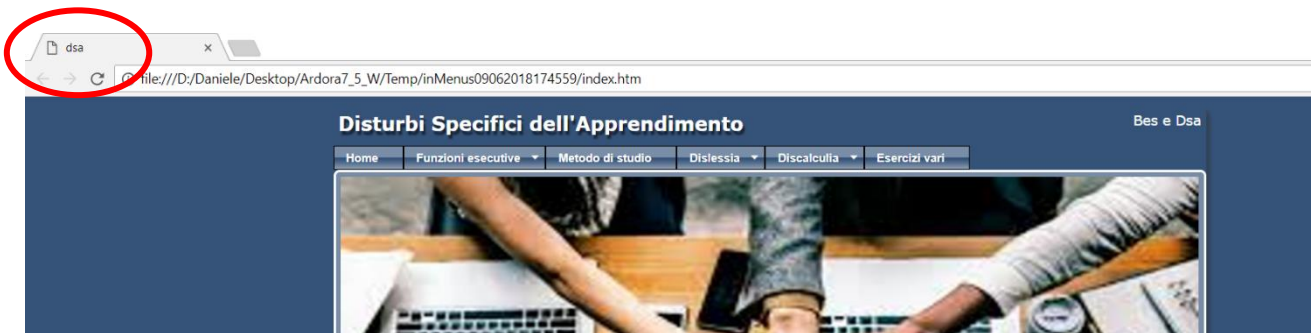 dsa
file:///D:/Daniele/Desktop/Ardora7_5_W/Temp/inMenus09062018174559/index.htm
Disturbi Specifici dell'Apprendimento
Bes e Dsa
Home Funzioni esecutive Metodo di studio Dislessia Discalculia Esercizi vari